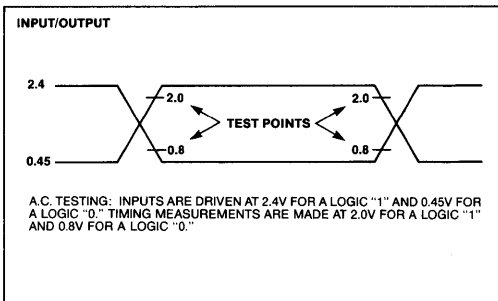 INPUT/OUTPUT
2.4
2.0
2.0
TEST POINTS
0.8
0.8
0.45
A.C. TESTING: INPUTS ARE DRIVEN AT 2.4V FOR A LOGIC "1" AND 0.45V FOR
A LOGIC "0." TIMING MEASUREMENTS ARE MADE AT 2.0V FOR A LOGIC "1"
AND 0.8V FOR A LOGIC "0."